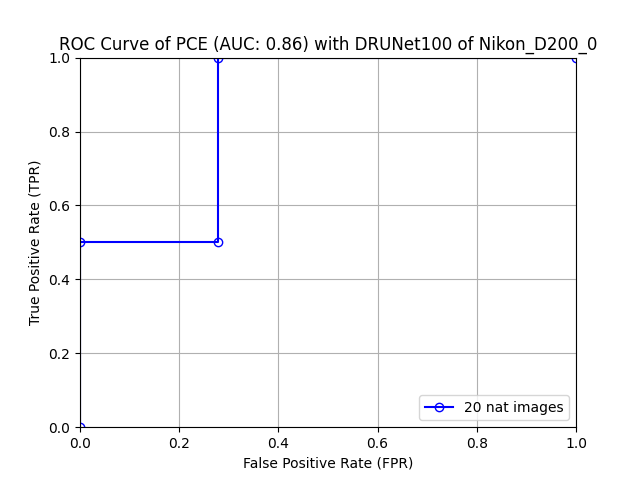 ROC Curve of PCE (AUC: 0.86) with DRUNet100 of Nikon_D200_0
1.0
0.8
0.6
0.4
0.2
0.0
True Positive Rate (TPR)
20 nat images
0.0 0.2 0.4 0.6 0.8 1.0
False Positive Rate (FPR)